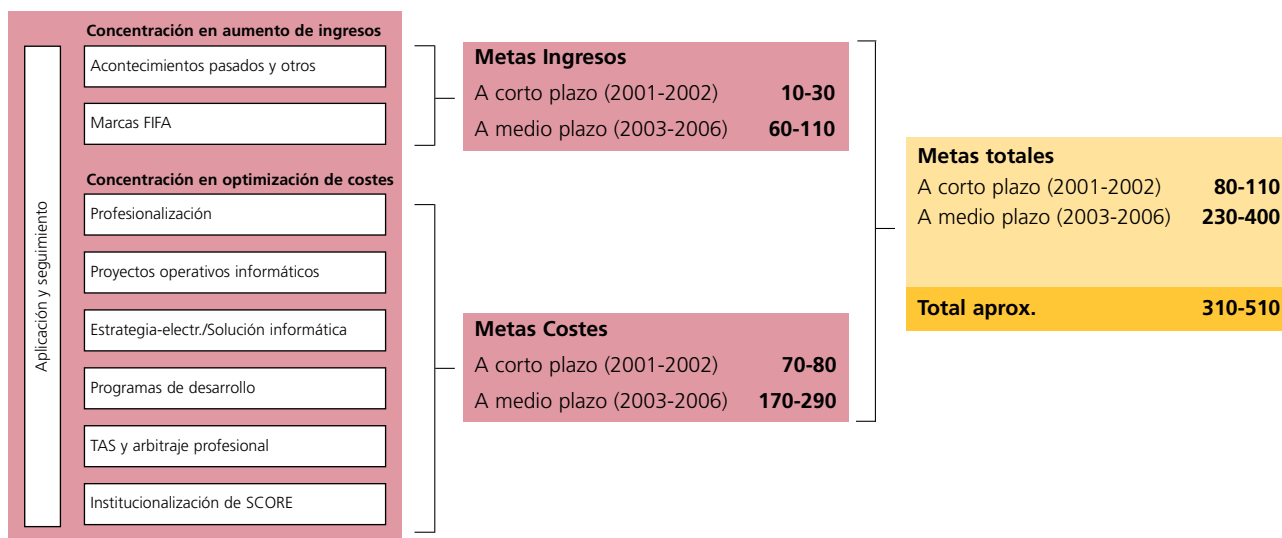 Concentración en aumento de ingresos
Acontecimientos pasados y otros
Marcas FIFA
Concentración en optimización de costes
Profesionalización
Proyectos operativos informáticos
Estrategia-electr./Solución informática
Programas de desarrollo
TAS y arbitraje profesional
Institucionalización de SCORE
Aplicación y seguimiento
Metas Ingresos
A corto plazo (2001-2002) 10-30
A medio plazo (2003-2006) 60-110
Metas Costes
A corto plazo (2001-2002) 70-80
A medio plazo (2003-2006) 170-290
Metas totales
A corto plazo (2001-2002) 80-110
A medio plazo (2003-2006) 230-400
Total aprox. 310-510